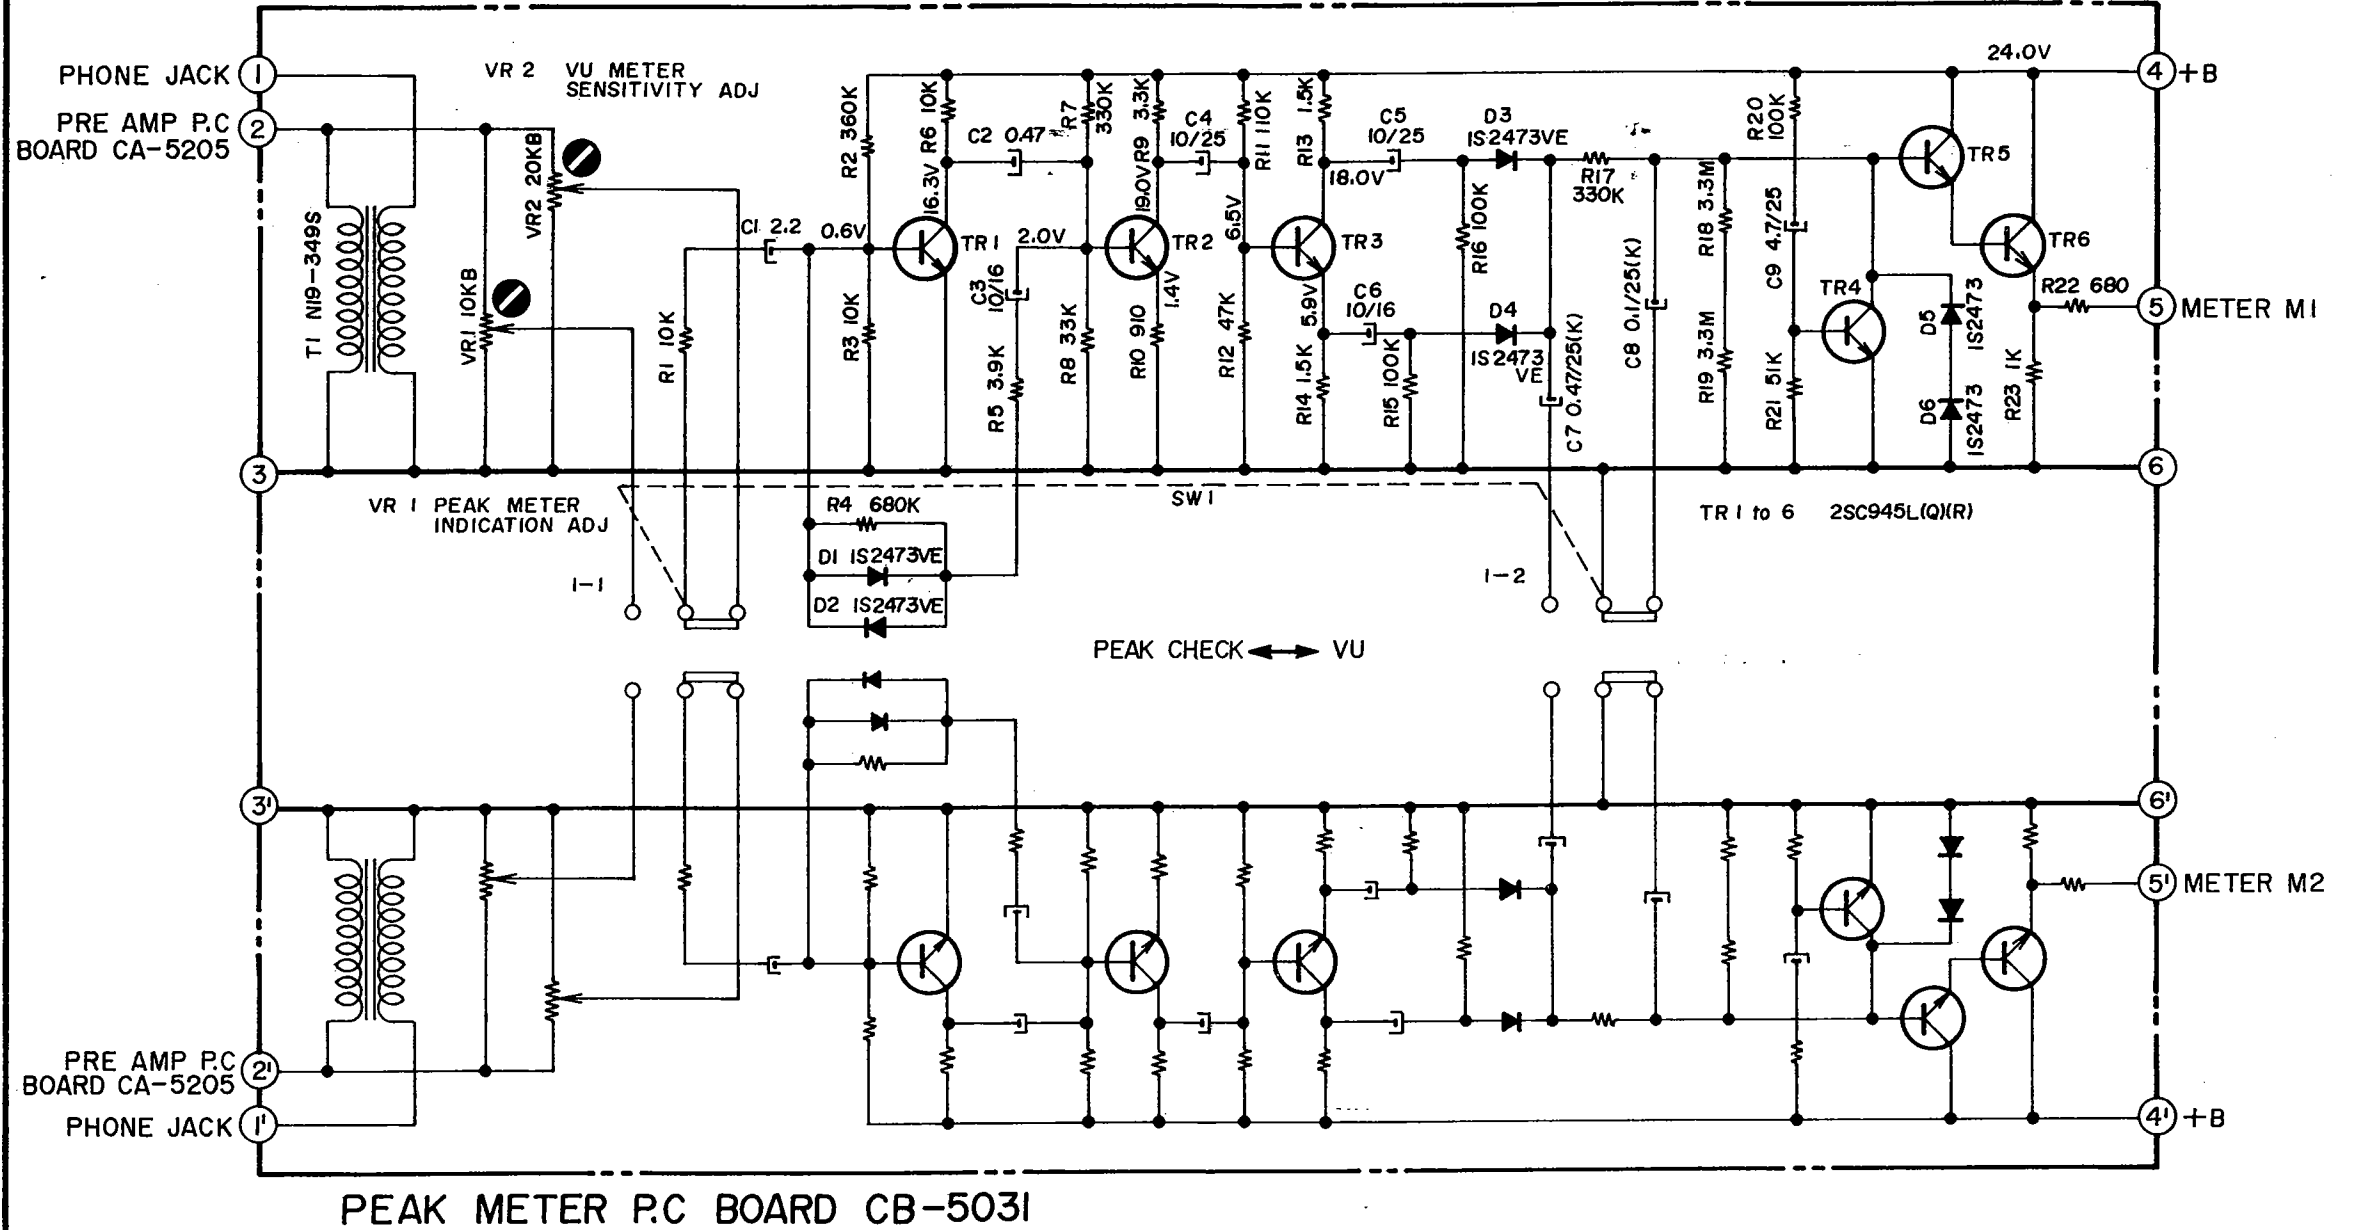 PHONE JACK 1
PRE AMP P.C
BOARD CA-5205 2
3
VR 2 VU METER
SENSITIVITY ADJ
T1 N19-349S
VR.1 10KB
VR2 20KB
VR 1 PEAK METER
INDICATION ADJ
R1 10K
C1 2.2
0.6V
R2 360K
R3 10K
R6 10K
16.3V
TR1
C2 0.47
2.0V
C3
10/16
R5 3.9K
R7
330K
R8 33K
R9 3.3K
19.0V
TR2
1.4V
R10 910
C4
10/25
R11 110K
6.5V
R12 47K
R13 1.5K
18.0V
TR3
5.9V
R14 1.5K
C5
10/25
C6
10/16
R15 100K
R16 100K
D3
1S2473VE
D4
1S2473
VE
R17
330K
C7 0.47/25(K)
C8 0.1/25(K)
R18 3.3M
R19 3.3M
R20
100K
C9 4.7/25
R21 51K
TR4
TR5
TR6
D5
1S2473
D6
1S2473
R22 680
R23 1K
24.0V
4 +B
5 METER M1
6
R4 680K
D1 1S2473VE
D2 1S2473VE
SW1
1-1
1-2
TR 1 to 6 2SC945L(Q)(R)
PEAK CHECK ↔ VU
3'
PRE AMP P.C
BOARD CA-5205 2'
PHONE JACK 1'
6'
5' METER M2
4' +B
PEAK METER P.C BOARD CB-5031